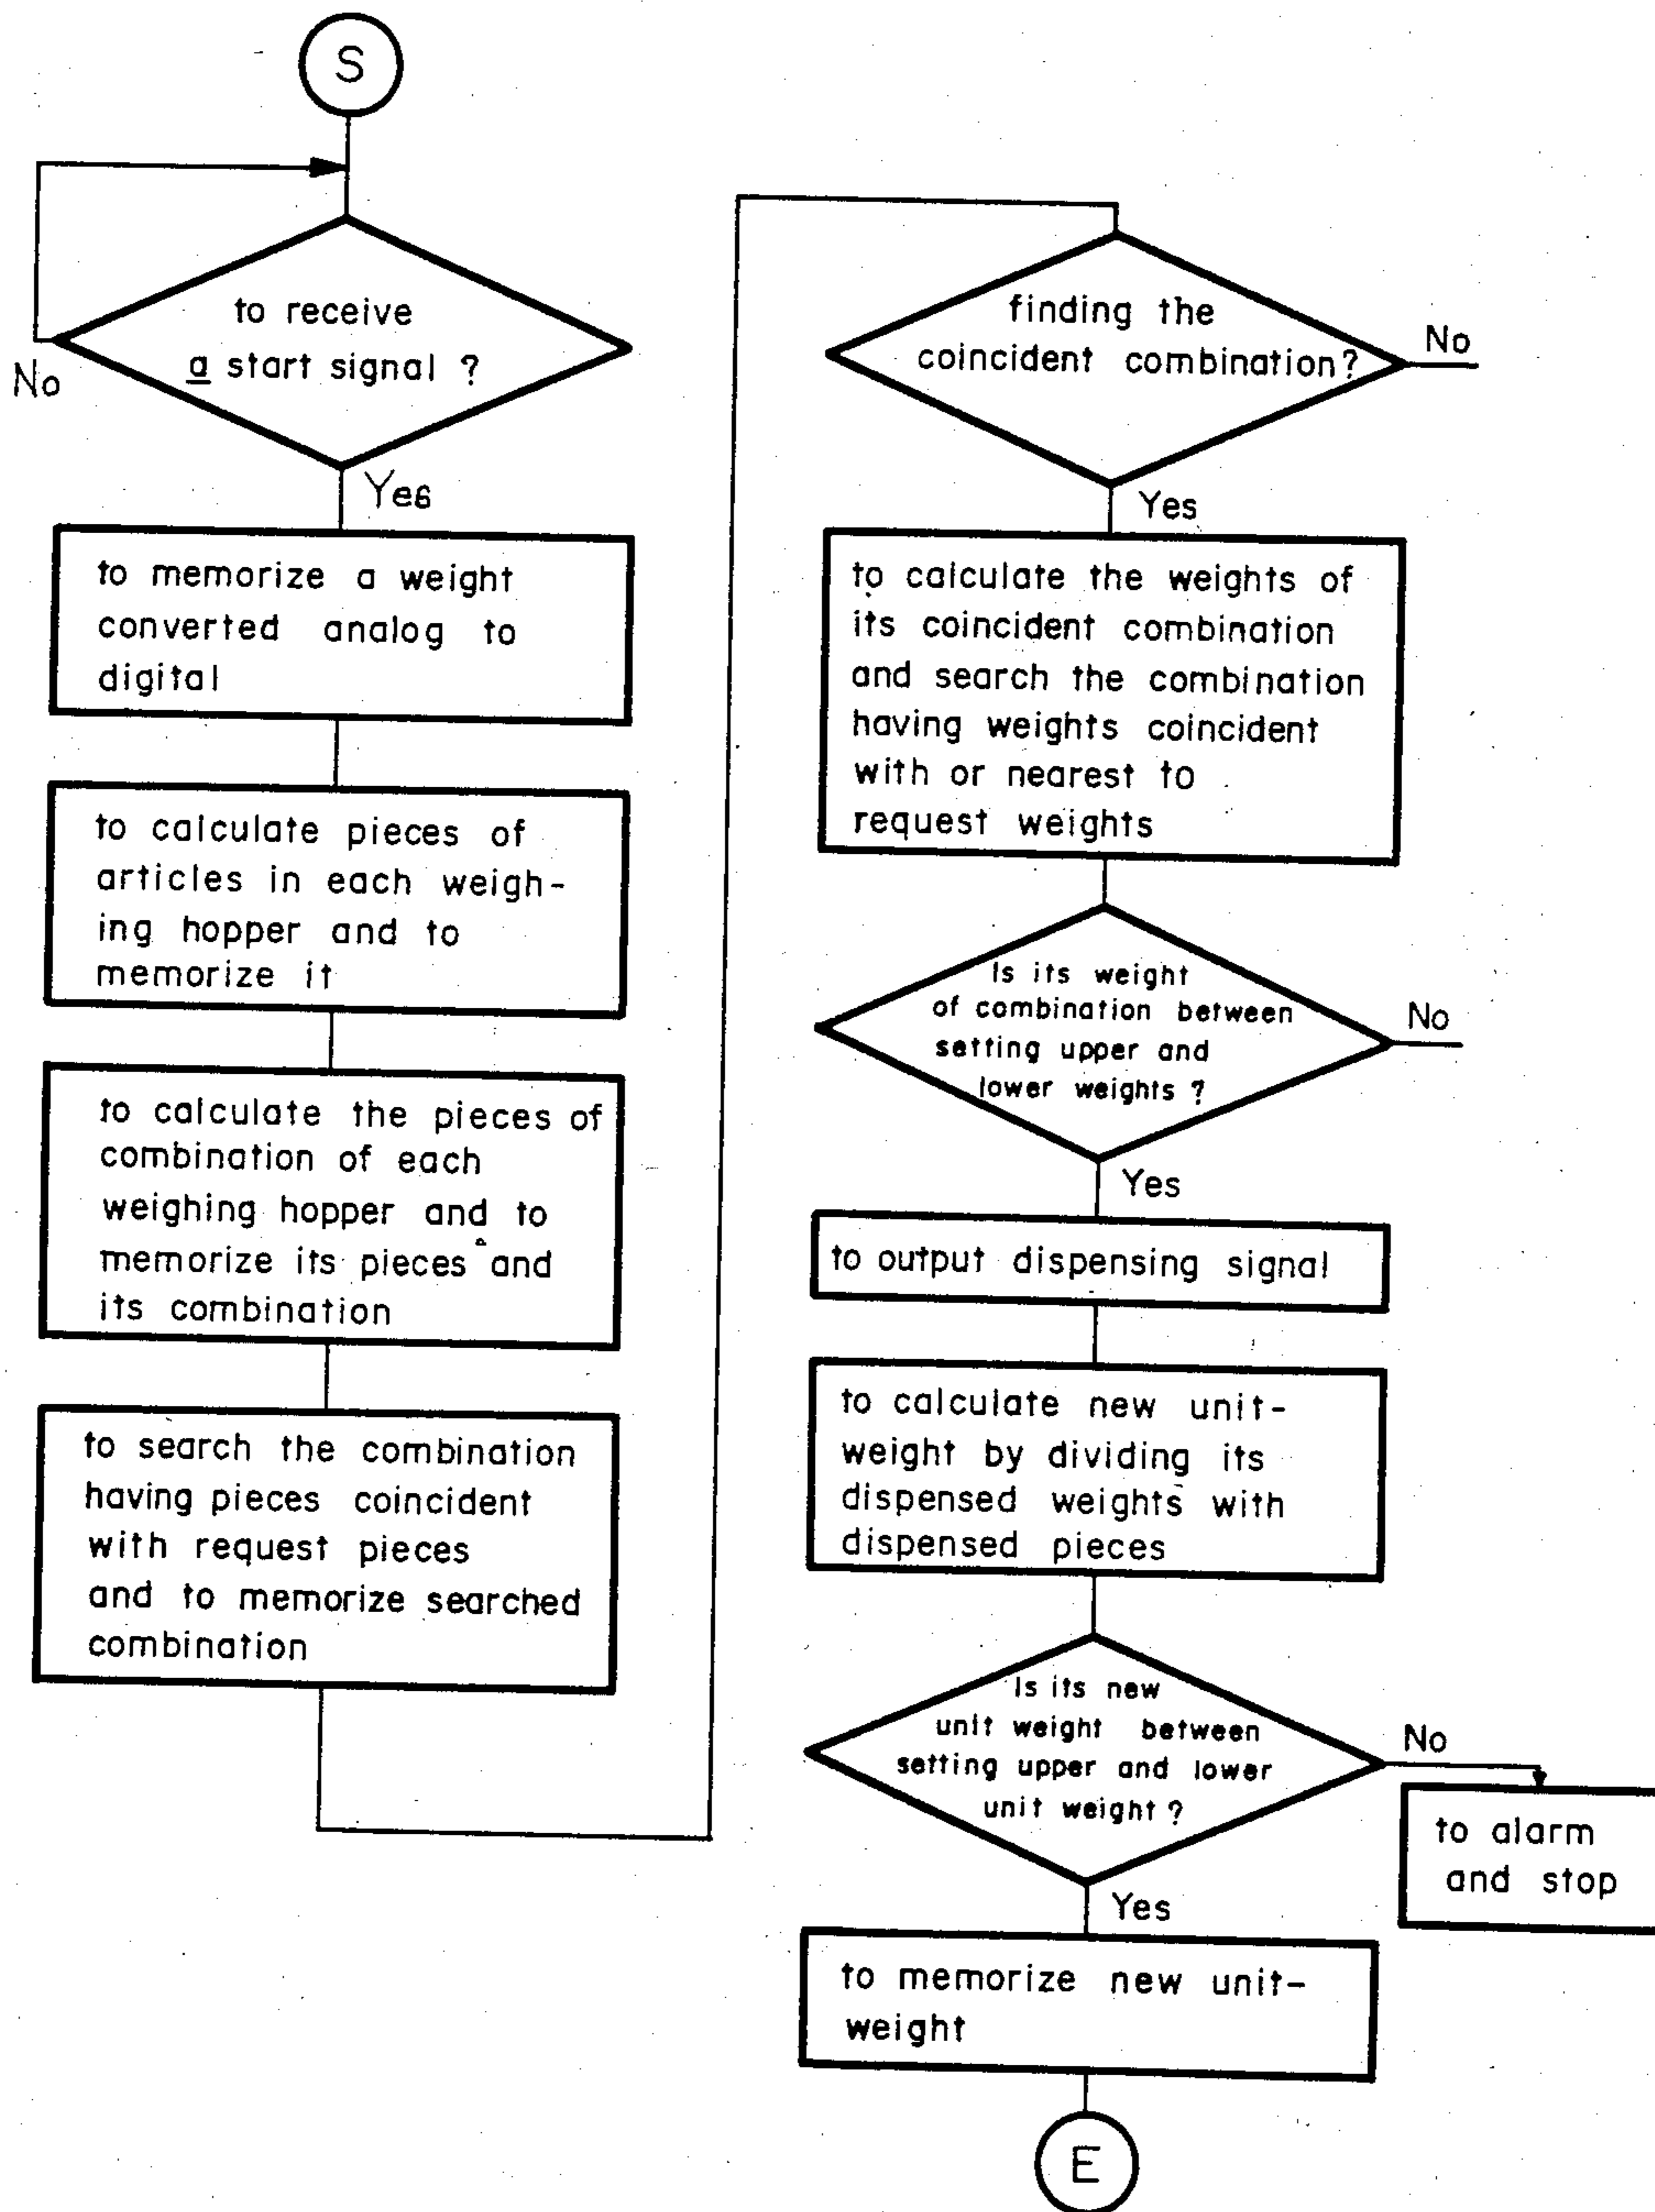 S
to receive
a start signal ?
No
Yes
to memorize a weight
converted analog to
digital
to calculate pieces of
articles in each weigh-
ing hopper and to
memorize it
to calculate the pieces of
combination of each
weighing hopper and to
memorize its pieces and
its combination
to search the combination
having pieces coincident
with request pieces
and to memorize searched
combination
finding the
coincident combination?
No
Yes
to calculate the weights of
its coincident combination
and search the combination
having weights coincident
with or nearest to
request weights
Is its weight
of combination between
setting upper and
lower weights ?
No
Yes
to output dispensing signal
to calculate new unit-
weight by dividing its
dispensed weights with
dispensed pieces
Is its new
unit weight between
setting upper and lower
unit weight ?
No
to alarm
and stop
Yes
to memorize new unit-
weight
E